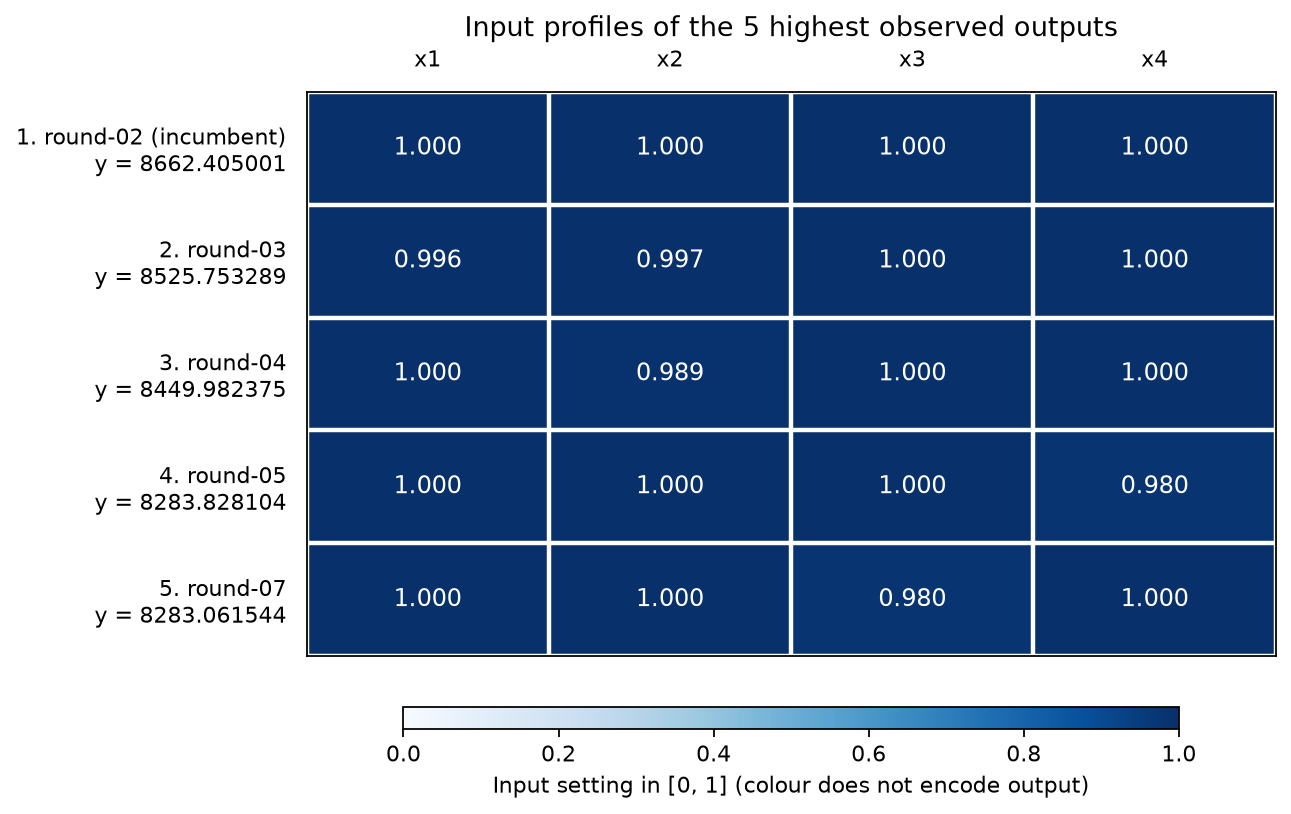 Input profiles of the 5 highest observed outputs
x1 x2 x3 x4
1. round-02 (incumbent)
y = 8662.405001
1.000 1.000 1.000 1.000
2. round-03
y = 8525.753289
0.996 0.997 1.000 1.000
3. round-04
y = 8449.982375
1.000 0.989 1.000 1.000
4. round-05
y = 8283.828104
1.000 1.000 1.000 0.980
5. round-07
y = 8283.061544
1.000 1.000 0.980 1.000
0.0 0.2 0.4 0.6 0.8 1.0
Input setting in [0, 1] (colour does not encode output)